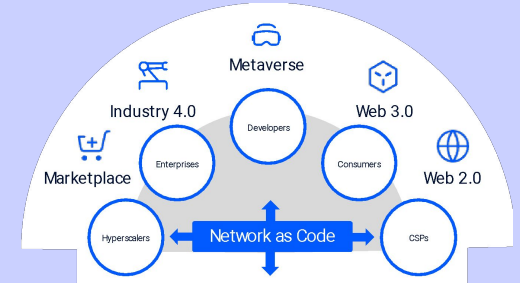 Metaverse
Industry 4.0
Web 3.0
Developers
Enterprises
Consumers
Marketplace
Web 2.0
Hyperscalers
Network as Code
CSPs